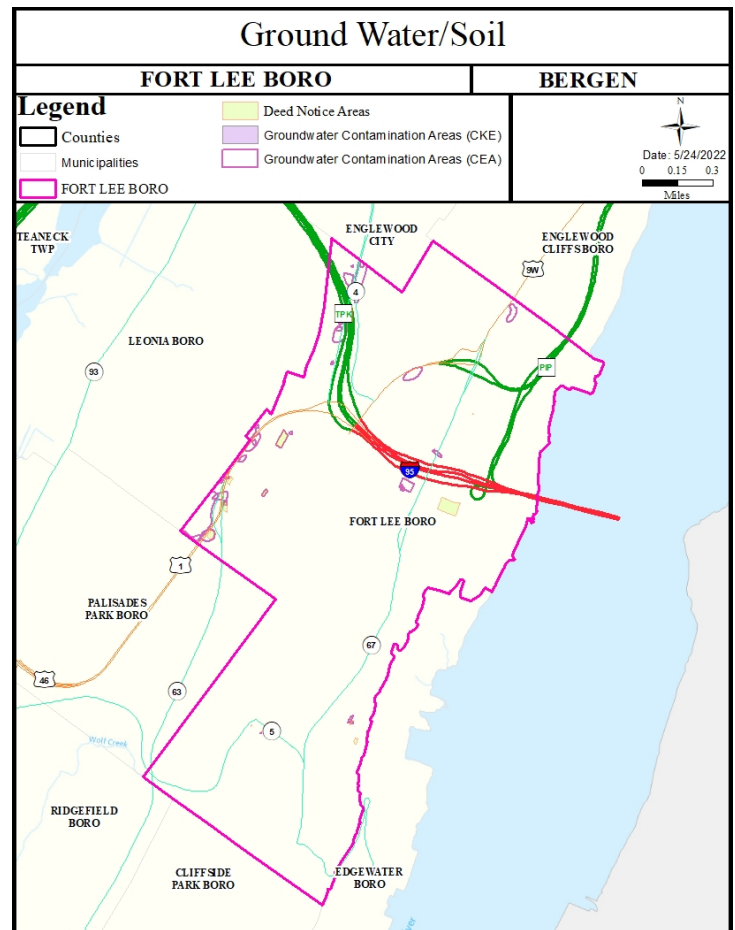 Ground Water/Soil
FORT LEE BORO
BERGEN
Legend
Counties
Municipalities
FORT LEE BORO
Deed Notice Areas
Groundwater Contamination Areas (CKE)
Groundwater Contamination Areas (CEA)
N
Date: 5/24/2022
0 0.15 0.3
Miles
TEANECK
TWP
ENGLEWOOD
CITY
ENGLEWOOD
CLIFFS BORO
9W
4
TPK
LEONIA BORO
93
PIP
95
FORT LEE BORO
1
PALISADES
PARK BORO
67
46
63
5
Wolf Creek
RIDGEFIELD
BORO
CLIFFSIDE
PARK BORO
EDGEWATER
BORO